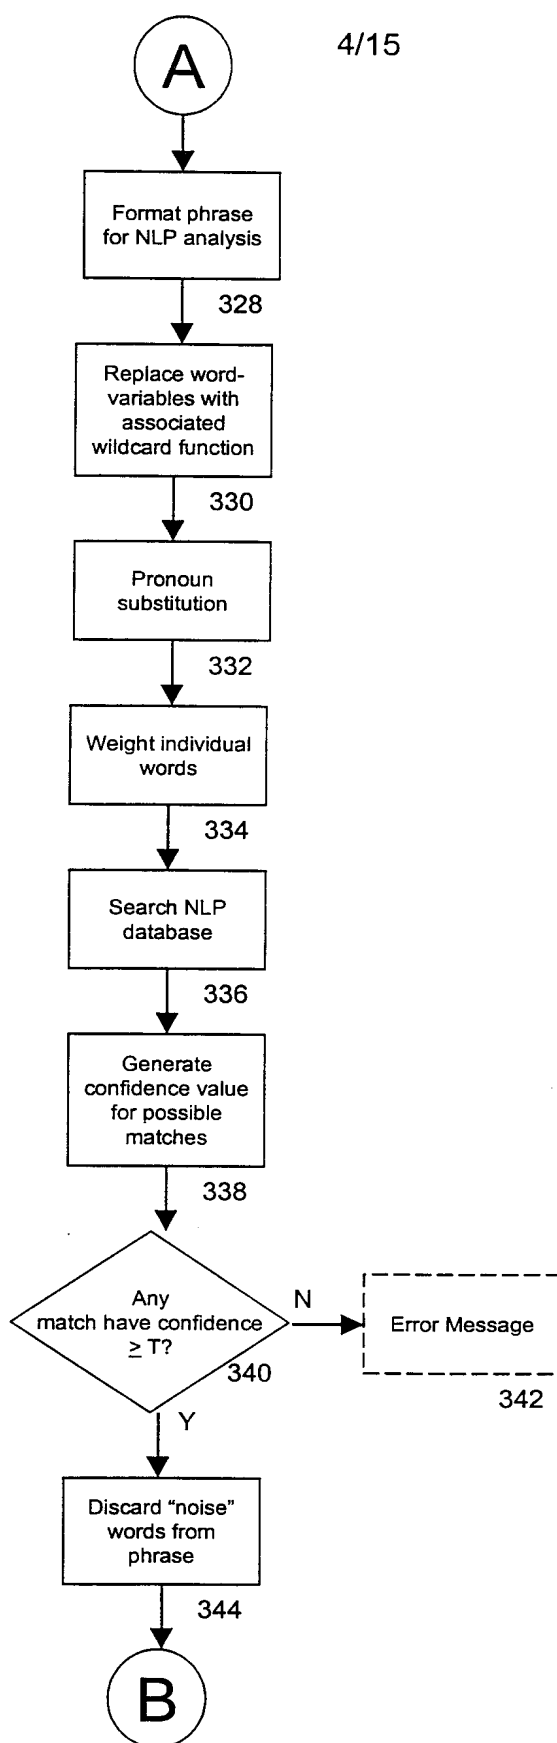 A
4/15
Format phrase
for NLP analysis
328
Replace word-
variables with
associated
wildcard function
330
Pronoun
substitution
332
Weight individual
words
334
Search NLP
database
336
Generate
confidence value
for possible
matches
338
Any
match have confidence
≥ T?
340
N
Error Message
342
Y
Discard “noise”
words from
phrase
344
B